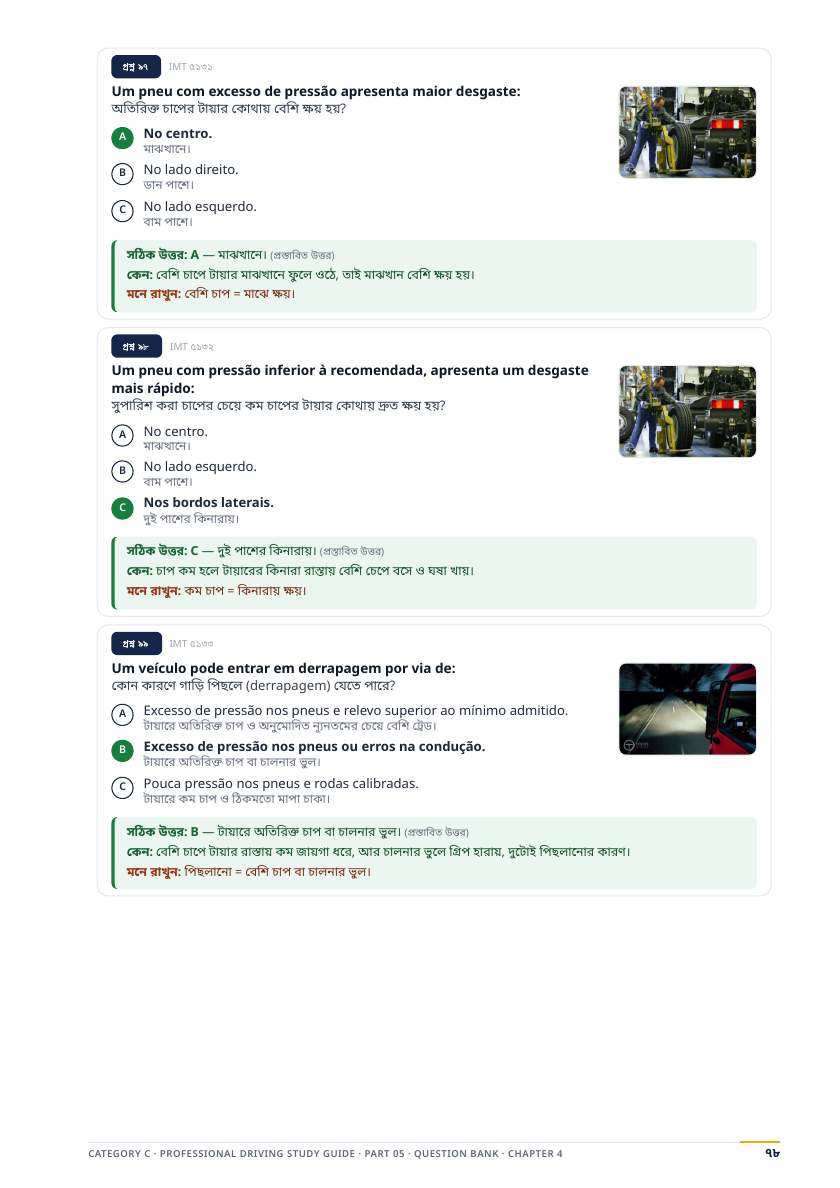 প্রশ্ন ৯৭ IMT ৫১৩১
Um pneu com excesso de pressão apresenta maior desgaste:
অতিরিক্ত চাপের টায়ার কোথায় বেশি ক্ষয় হয়?
A No centro.
মাঝখানে।
B No lado direito.
ডান পাশে।
C No lado esquerdo.
বাম পাশে।
সঠিক উত্তর: A — মাঝখানে। (প্রস্তাবিত উত্তর)
কেন: বেশি চাপে টায়ার মাঝখানে ফুলে ওঠে, তাই মাঝখান বেশি ক্ষয় হয়।
মনে রাখুন: বেশি চাপ = মাঝে ক্ষয়।
প্রশ্ন ৯৮ IMT ৫১৩২
Um pneu com pressão inferior à recomendada, apresenta um desgaste
mais rápido:
সুপারিশ করা চাপের চেয়ে কম চাপের টায়ার কোথায় দ্রুত ক্ষয় হয়?
A No centro.
মাঝখানে।
B No lado esquerdo.
বাম পাশে।
C Nos bordos laterais.
দুই পাশের কিনারায়।
সঠিক উত্তর: C — দুই পাশের কিনারায়। (প্রস্তাবিত উত্তর)
কেন: চাপ কম হলে টায়ারের কিনারা রাস্তায় বেশি চেপে বসে ও ঘষা খায়।
মনে রাখুন: কম চাপ = কিনারায় ক্ষয়।
প্রশ্ন ৯৯ IMT ৫১৩৩
Um veículo pode entrar em derrapagem por via de:
কোন কারণে গাড়ি পিছলে (derrapagem) যেতে পারে?
A Excesso de pressão nos pneus e relevo superior ao mínimo admitido.
টায়ারে অতিরিক্ত চাপ ও অনুমোদিত ন্যূনতমের চেয়ে বেশি ট্রেড।
B Excesso de pressão nos pneus ou erros na condução.
টায়ারে অতিরিক্ত চাপ বা চালনার ভুল।
C Pouca pressão nos pneus e rodas calibradas.
টায়ারে কম চাপ ও ঠিকমতো মাপা চাকা।
সঠিক উত্তর: B — টায়ারে অতিরিক্ত চাপ বা চালনার ভুল। (প্রস্তাবিত উত্তর)
কেন: বেশি চাপে টায়ার রাস্তায় কম জায়গা ধরে, আর চালনার ভুলে গ্রিপ হারায়, দুটোই পিছলানোর কারণ।
মনে রাখুন: পিছলানো = বেশি চাপ বা চালনার ভুল।
CATEGORY C · PROFESSIONAL DRIVING STUDY GUIDE · PART 05 · QUESTION BANK · CHAPTER 4 ৭৮